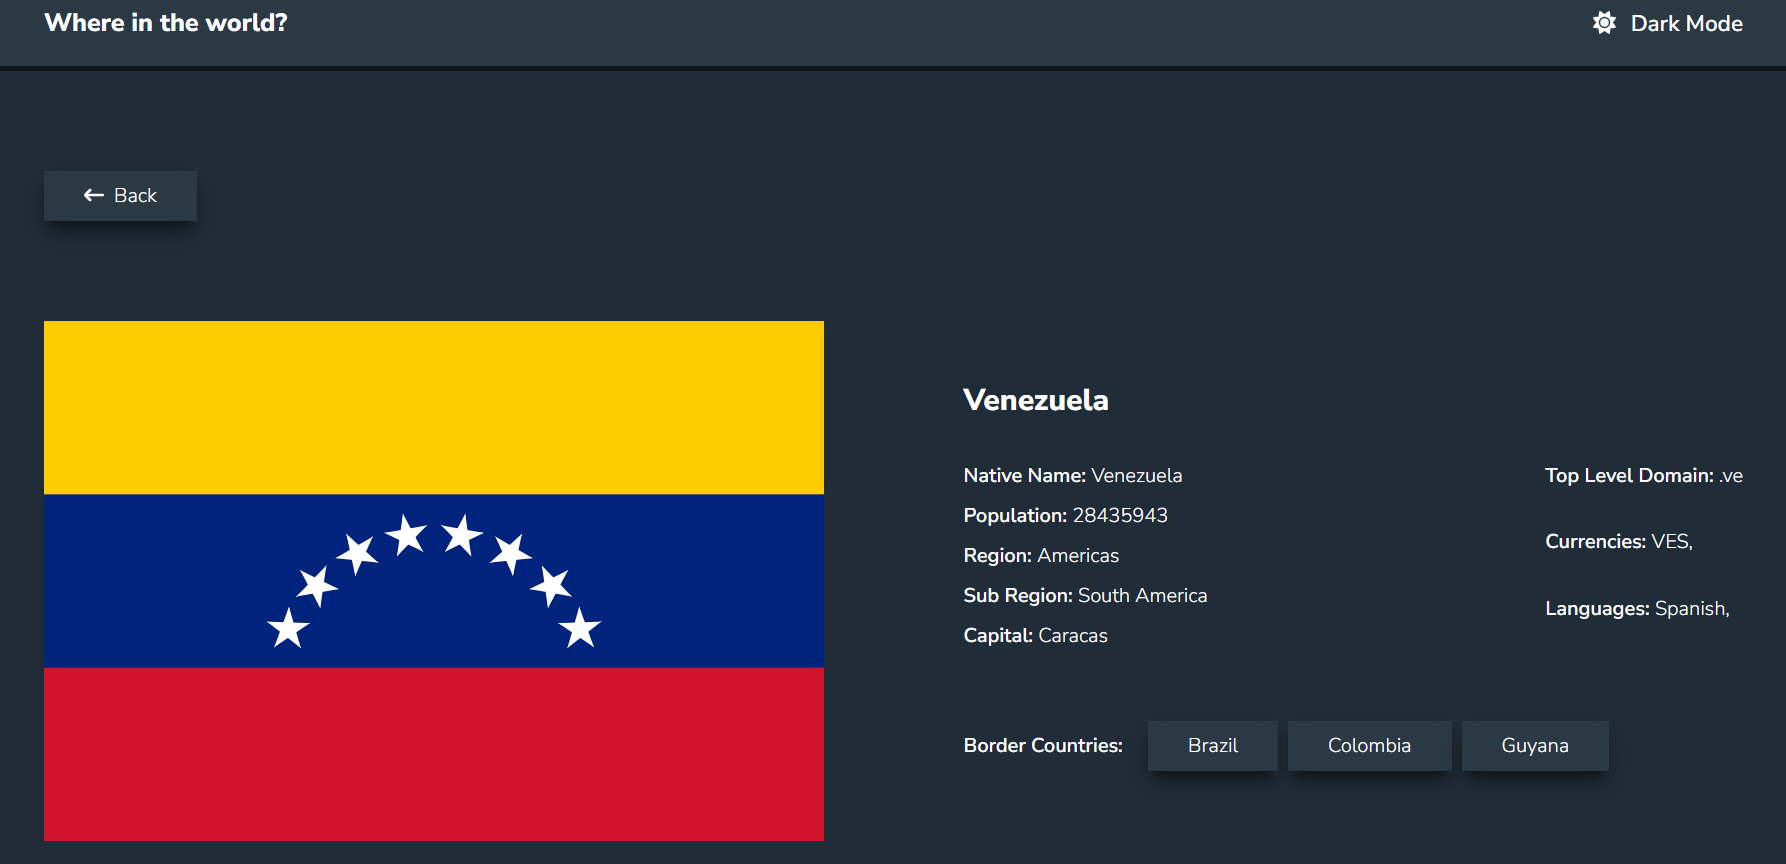 Where in the world?
Dark Mode
Back
Venezuela
Native Name: Venezuela
Population: 28435943
Region: Americas
Sub Region: South America
Capital: Caracas
Top Level Domain: .ve
Currencies: VES,
Languages: Spanish,
Border Countries: Brazil Colombia Guyana